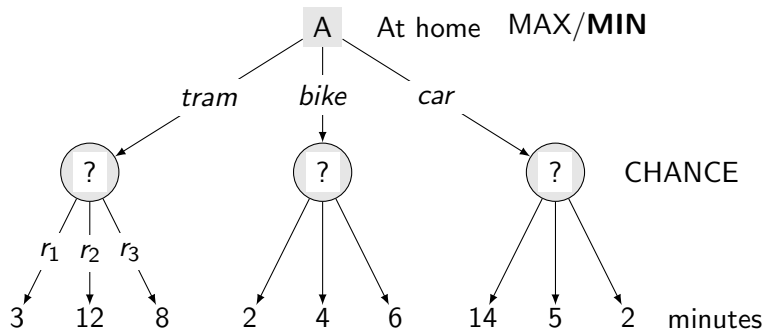 A At home MAX/MIN
tram bike car
? ? ? CHANCE
r1 r2 r3
3 12 8 2 4 6 14 5 2 minutes